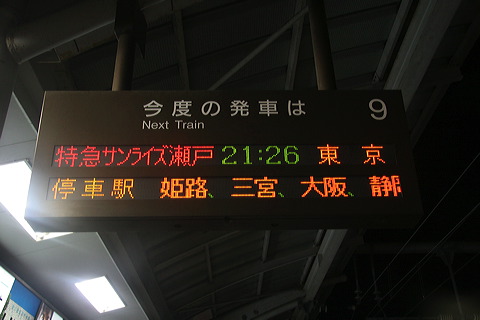 今度の発車は 9
Next Train
特急サンライズ瀬戸 21:26 東京
停車駅 姫路、三宮、大阪、静